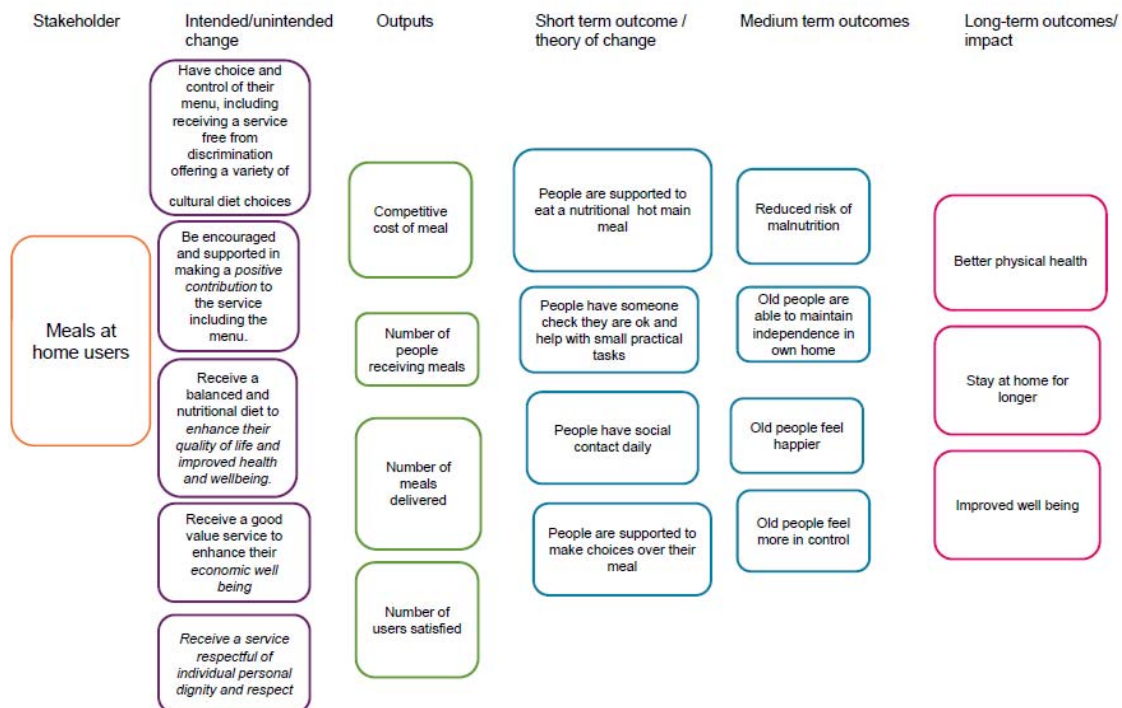 Stakeholder
Intended/unintended
change
Outputs
Short term outcome /
theory of change
Medium term outcomes
Long-term outcomes/
impact
Meals at
home users
Have choice and
control of their
menu, including
receiving a service
free from
discrimination
offering a variety of
cultural diet choices
Be encouraged
and supported in
making a positive
contribution to
the service
including the
menu.
Receive a
balanced and
nutritional diet to
enhance their
quality of life and
improved health
and wellbeing.
Receive a good
value service to
enhance their
economic well
being
Receive a service
respectful of
individual personal
dignity and respect
Competitive
cost of meal
Number of
people
receiving meals
Number of
meals
delivered
Number of
users satisfied
People are supported to
eat a nutritional hot main
meal
People have someone
check they are ok and
help with small practical
tasks
People have social
contact daily
People are supported to
make choices over their
meal
Reduced risk of
malnutrition
Old people are
able to maintain
independence in
own home
Old people feel
happier
Old people feel
more in control
Better physical health
Stay at home for
longer
Improved well being